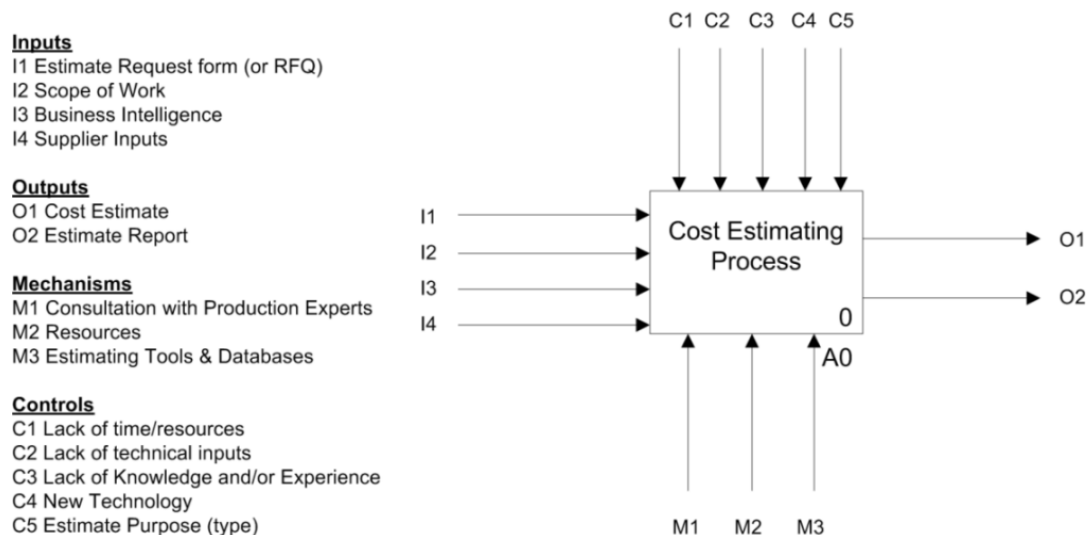 Inputs
I1 Estimate Request form (or RFQ)
I2 Scope of Work
I3 Business Intelligence
I4 Supplier Inputs
Outputs
O1 Cost Estimate
O2 Estimate Report
Mechanisms
M1 Consultation with Production Experts
M2 Resources
M3 Estimating Tools & Databases
Controls
C1 Lack of time/resources
C2 Lack of technical inputs
C3 Lack of Knowledge and/or Experience
C4 New Technology
C5 Estimate Purpose (type)
C1 C2 C3 C4 C5
I1
I2
I3
I4
Cost Estimating
Process
0
A0
O1
O2
M1 M2 M3